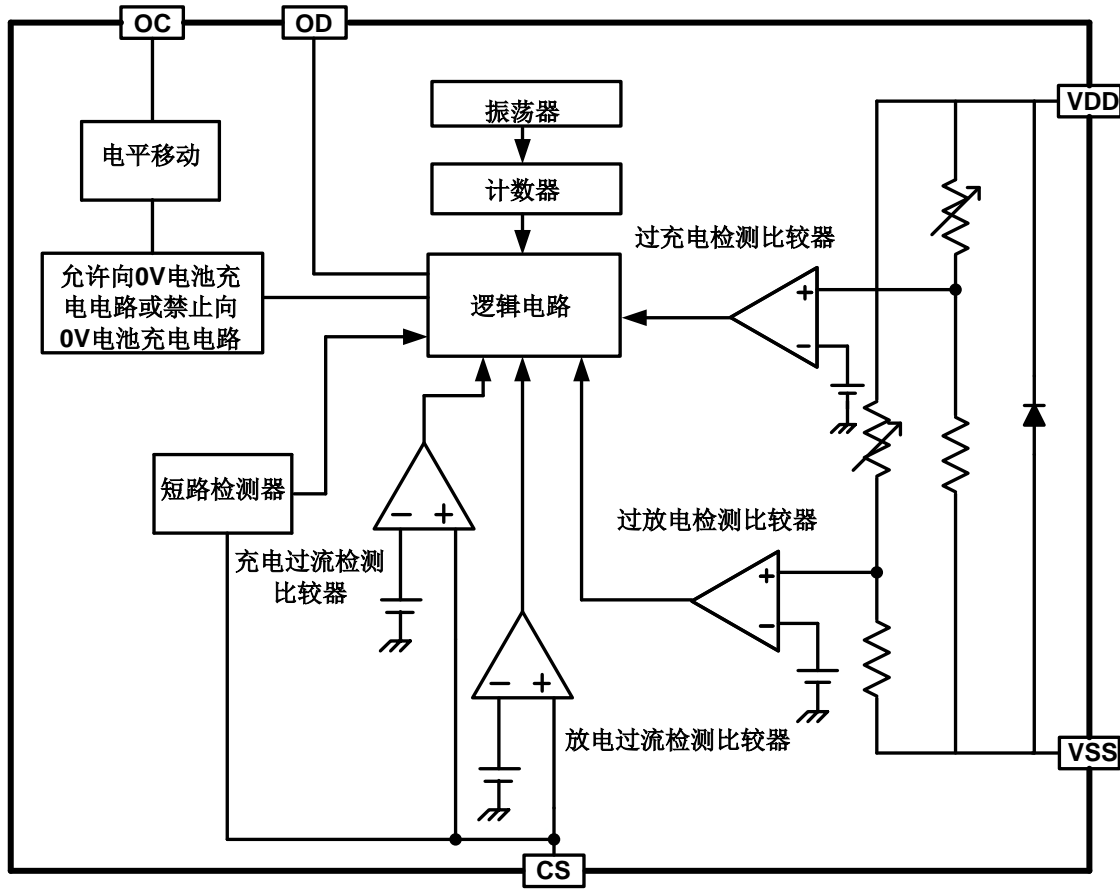 OC
OD
振荡器
VDD
电平移动
计数器
过充电检测比较器
允许向0V电池充
电电路或禁止向
0V电池充电电路
逻辑电路
+
−
短路检测器
− +
过放电检测比较器
充电过流检测
比较器
+
−
− +
放电过流检测比较器
VSS
CS